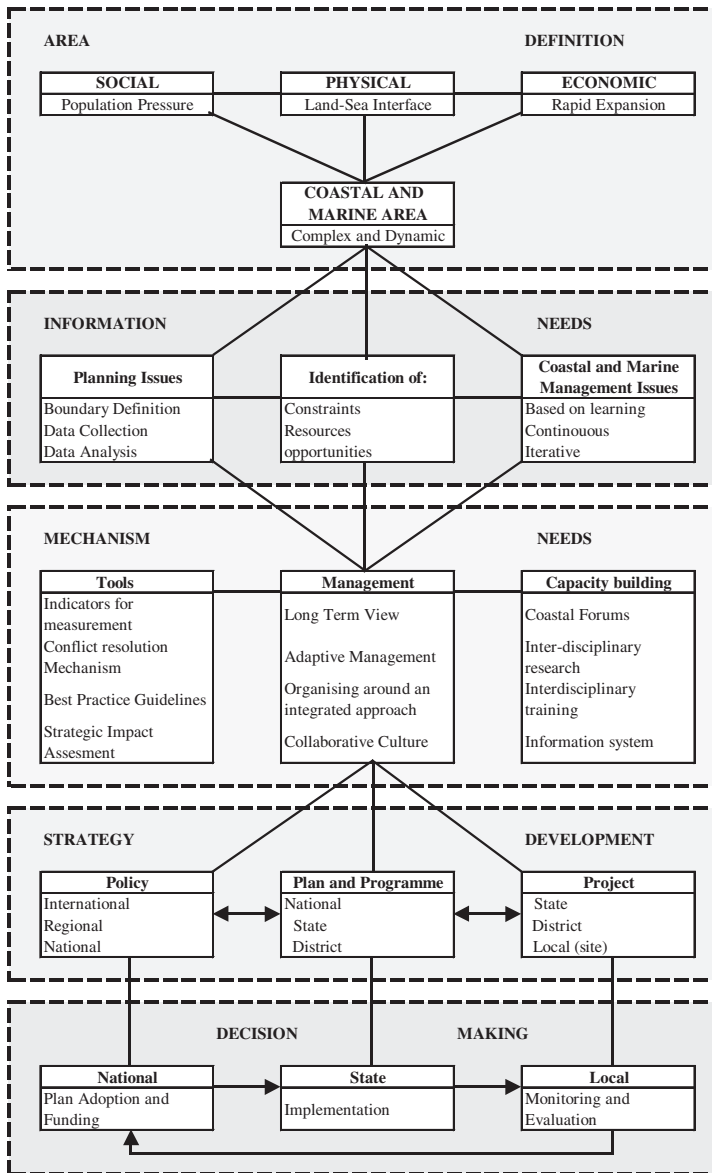 AREA DEFINITION
SOCIAL
Population Pressure
PHYSICAL
Land-Sea Interface
ECONOMIC
Rapid Expansion
COASTAL AND
MARINE AREA
Complex and Dynamic
INFORMATION NEEDS
Planning Issues
Boundary Definition
Data Collection
Data Analysis
Identification of:
Constraints
Resources
opportunities
Coastal and Marine
Management Issues
Based on learning
Continouous
Iterative
MECHANISM NEEDS
Tools
Indicators for
measurement
Conflict resolution
Mechanism
Best Practice Guidelines
Strategic Impact
Assesment
Management
Long Term View
Adaptive Management
Organising around an
integrated approach
Collaborative Culture
Capacity building
Coastal Forums
Inter-disciplinary
research
Interdisciplinary
training
Information system
STRATEGY DEVELOPMENT
Policy
International
Regional
National
Plan and Programme
National
State
District
Project
State
District
Local (site)
DECISION MAKING
National
Plan Adoption and
Funding
State
Implementation
Local
Monitoring and
Evaluation